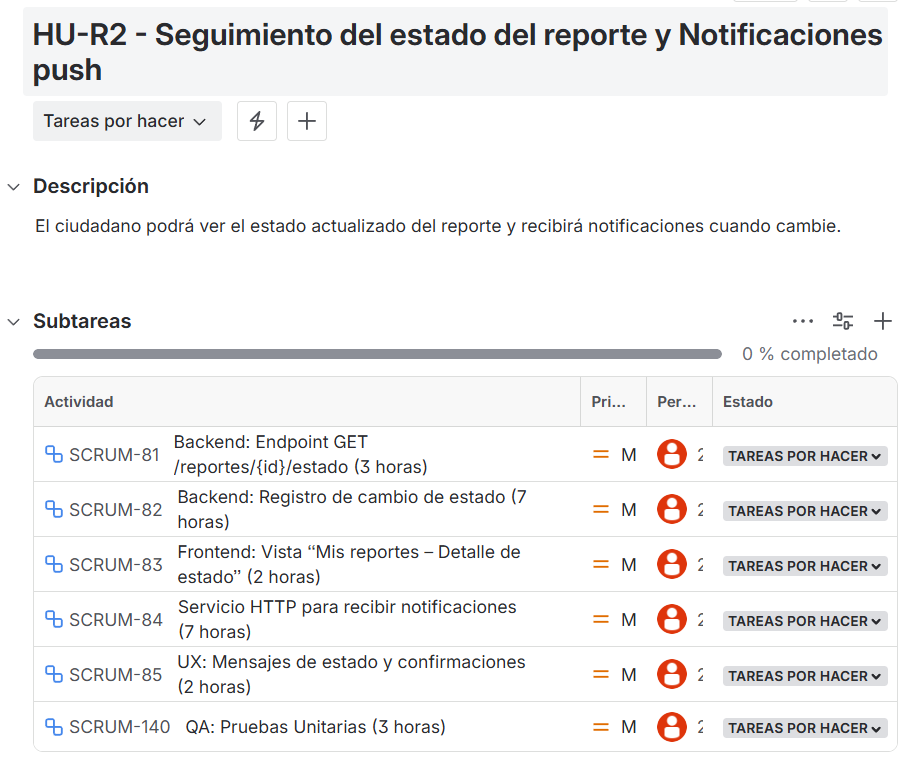 HU-R2 - Seguimiento del estado del reporte y Notificaciones
push
Tareas por hacer
Descripción
El ciudadano podrá ver el estado actualizado del reporte y recibirá notificaciones cuando cambie.
Subtareas
0 % completado
Actividad Pri... Per... Estado
SCRUM-81 Backend: Endpoint GET
/reportes/{id}/estado (3 horas) M 2 TAREAS POR HACER
SCRUM-82 Backend: Registro de cambio de estado (7
horas) M 2 TAREAS POR HACER
SCRUM-83 Frontend: Vista “Mis reportes – Detalle de
estado” (2 horas) M 2 TAREAS POR HACER
SCRUM-84 Servicio HTTP para recibir notificaciones
(7 horas) M 2 TAREAS POR HACER
SCRUM-85 UX: Mensajes de estado y confirmaciones
(2 horas) M 2 TAREAS POR HACER
SCRUM-140 QA: Pruebas Unitarias (3 horas) M 2 TAREAS POR HACER